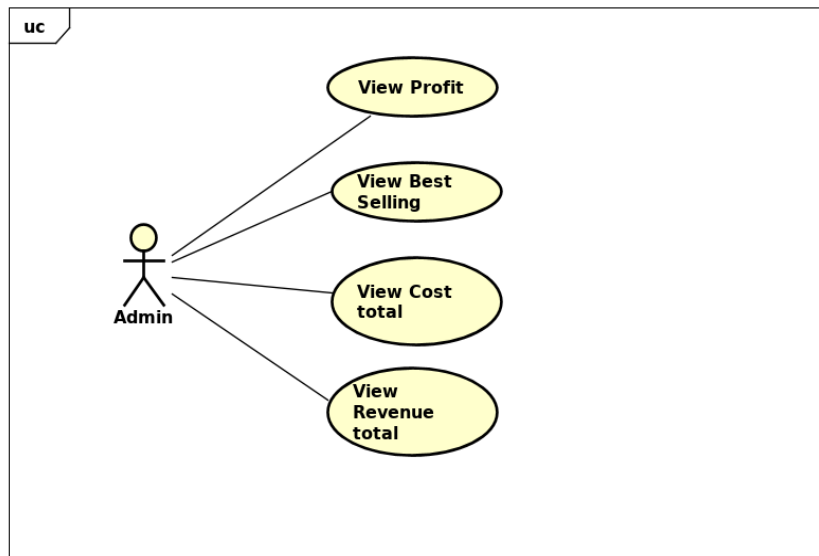 uc
View Profit
View Best
Selling
View Cost
total
Admin
View
Revenue
total